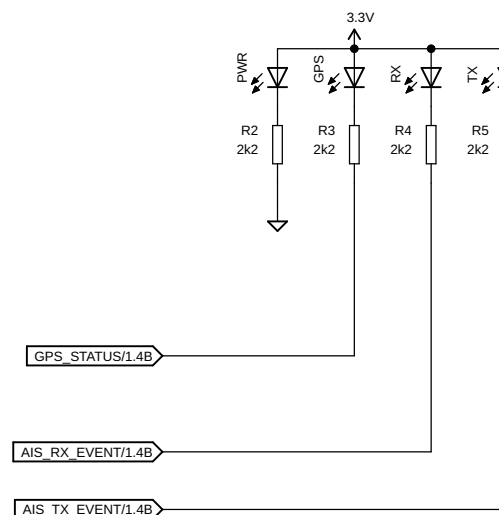 3.3V
PWR
GPS
RX
TX
R2
2k2
R3
2k2
R4
2k2
R5
2k2
GPS_STATUS/1.4B
AIS_RX_EVENT/1.4B
AIS_TX_EVENT/1.4B